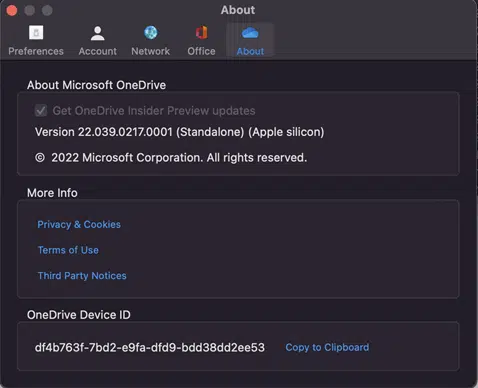 About
Preferences Account Network Office About
About Microsoft OneDrive
Get OneDrive Insider Preview updates
Version 22.039.0217.0001 (Standalone) (Apple silicon)
© 2022 Microsoft Corporation. All rights reserved.
More Info
Privacy & Cookies
Terms of Use
Third Party Notices
OneDrive Device ID
df4b763f-7bd2-e9fa-dfd9-bdd38dd2ee53 Copy to Clipboard